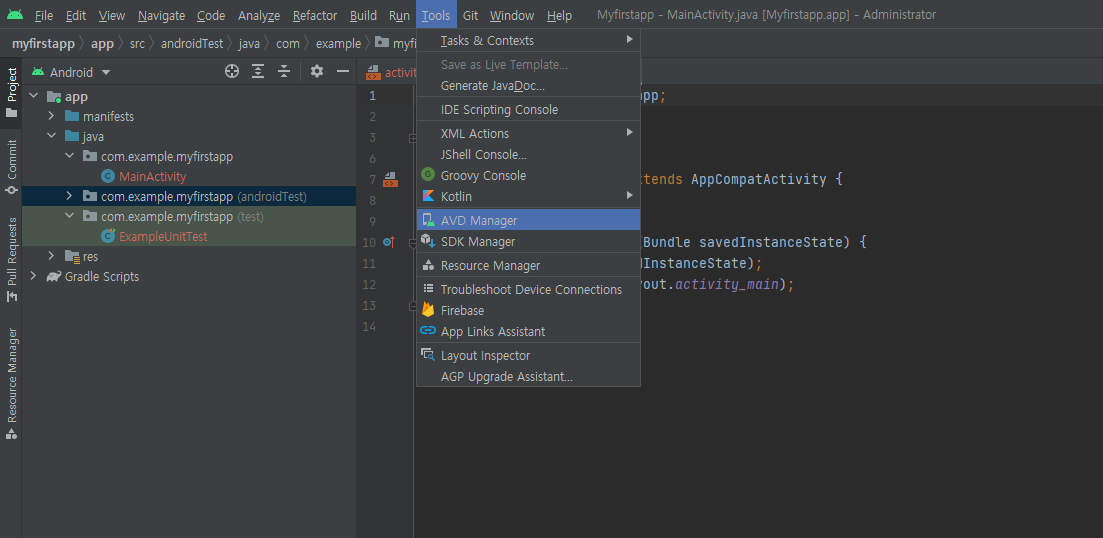 File Edit View Navigate Code Analyze Refactor Build Run Tools Git Window Help Myfirstapp - MainActivity.java [Myfirstapp.app] - Administrator
myfirstapp app src androidTest java com example myfi
Project
Commit
Pull Requests
Resource Manager
Android
app
manifests
java
com.example.myfirstapp
MainActivity
com.example.myfirstapp (androidTest)
com.example.myfirstapp (test)
ExampleUnitTest
res
Gradle Scripts
Tasks & Contexts
Save as Live Template...
Generate JavaDoc...
IDE Scripting Console
XML Actions
JShell Console...
Groovy Console
Kotlin
AVD Manager
SDK Manager
Resource Manager
Troubleshoot Device Connections
Firebase
App Links Assistant
Layout Inspector
AGP Upgrade Assistant...
activit
1 app;
2
3
6
7 tends AppCompatActivity {
8
9
10 (Bundle savedInstanceState) {
11 dInstanceState);
12 yout.activity_main);
13
14